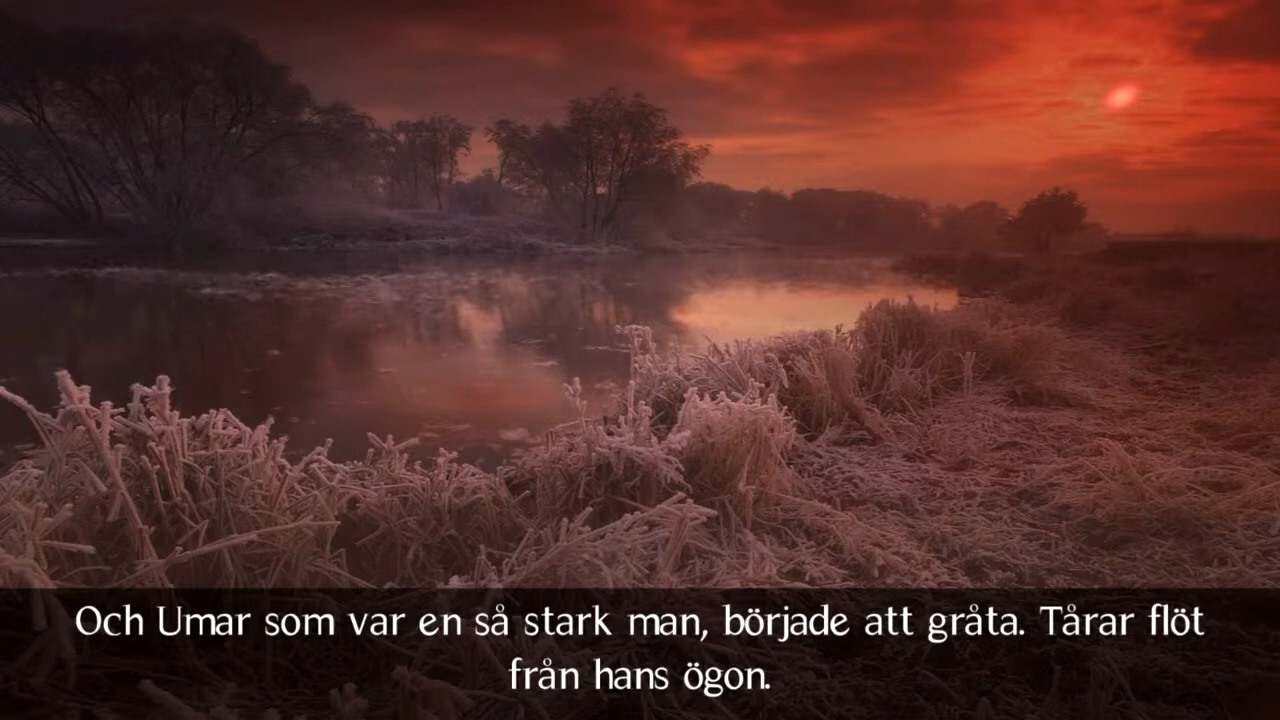 Och Umar som var en så stark man, började att gråta. Tårar flöt
från hans ögon.